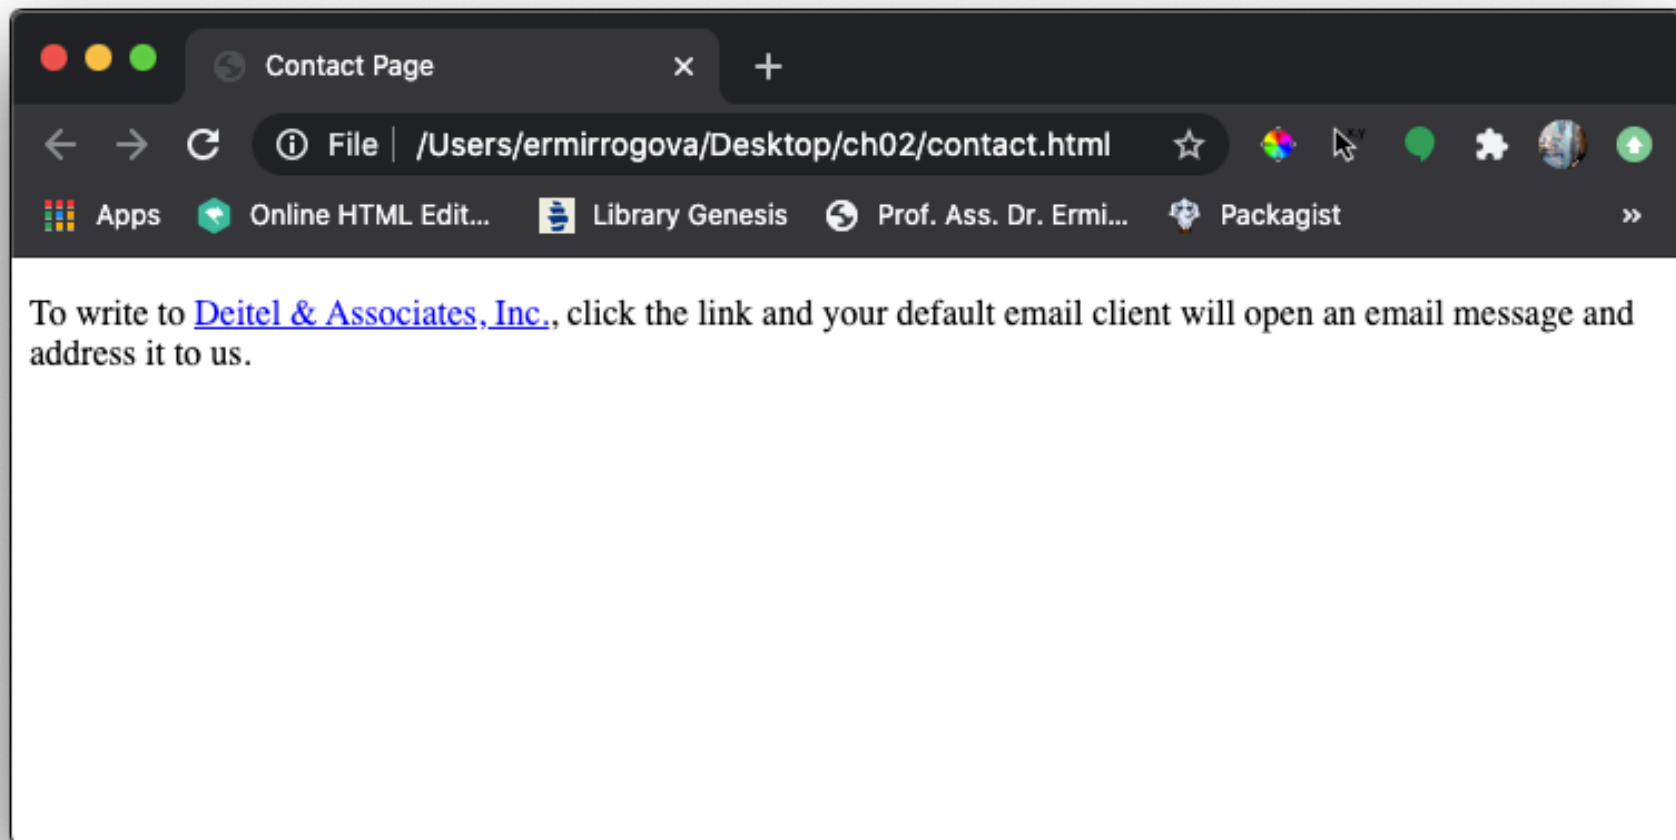 Contact Page
File /Users/ermirrogova/Desktop/ch02/contact.html
Apps Online HTML Edit... Library Genesis Prof. Ass. Dr. Ermi... Packagist »
To write to Deitel & Associates, Inc., click the link and your default email client will open an email message and
address it to us.